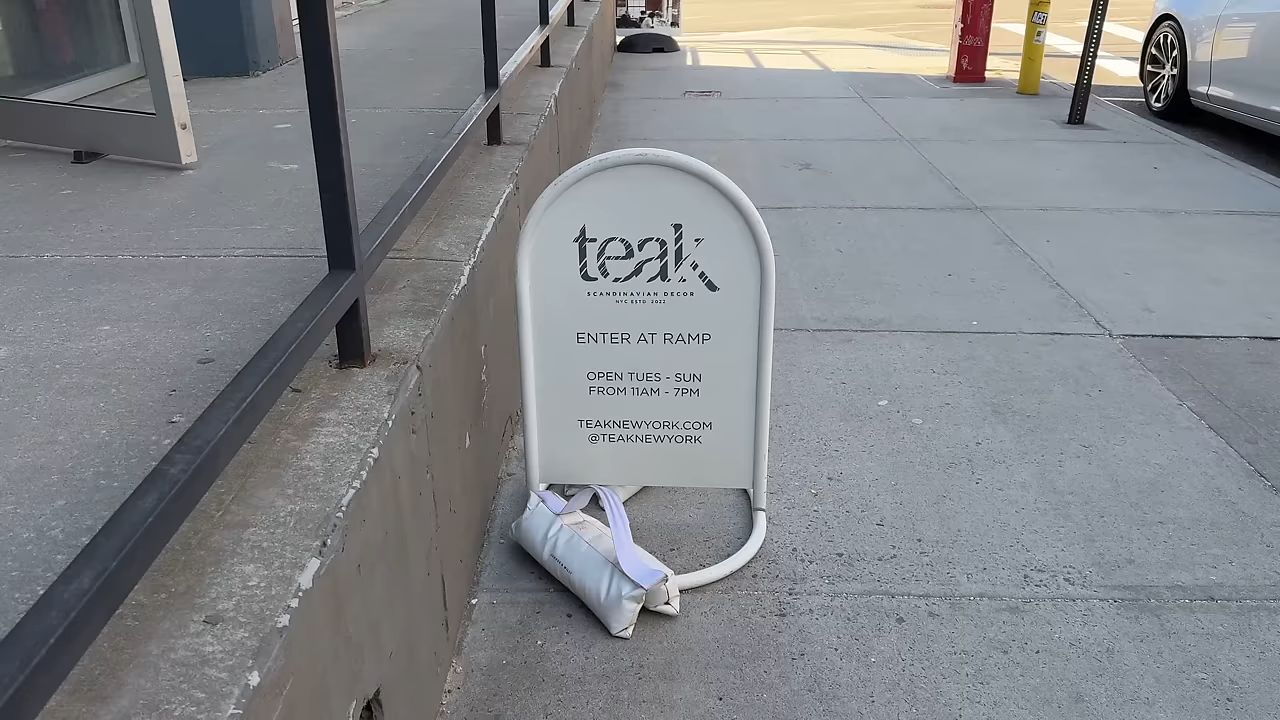 teak
SCANDINAVIAN DECOR
NYC ESTD 2022
ENTER AT RAMP
OPEN TUES - SUN
FROM 11AM - 7PM
TEAKNEWYORK.COM
@TEAKNEWYORK